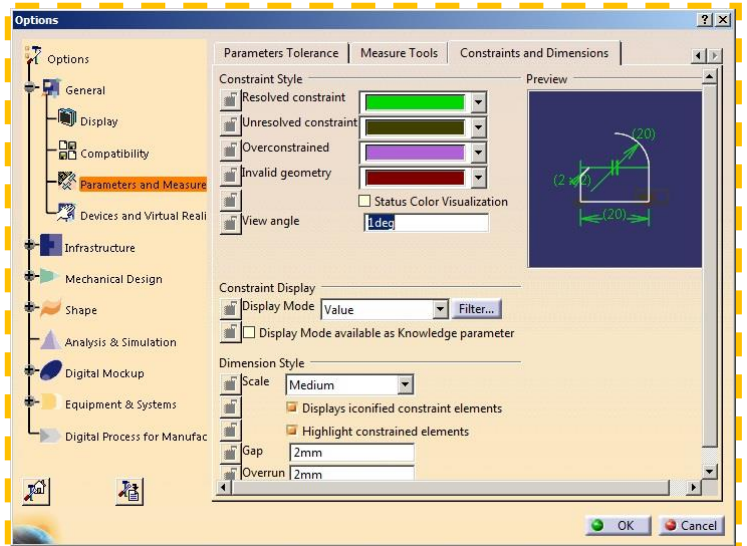 Options
Options
General
Display
Compatibility
Parameters and Measure
Devices and Virtual Reali
Infrastructure
Mechanical Design
Shape
Analysis & Simulation
Digital Mockup
Equipment & Systems
Digital Process for Manufac
Parameters Tolerance
Measure Tools
Constraints and Dimensions
Constraint Style
Resolved constraint
Unresolved constraint
Overconstrained
Invalid geometry
Status Color Visualization
View angle
1deg
Preview
(20)
(20)
Constraint Display
Display Mode
Value
Filter...
Display Mode available as Knowledge parameter
Dimension Style
Scale
Medium
Displays iconified constraint elements
Highlight constrained elements
Gap
2mm
Overrun
2mm
OK
Cancel